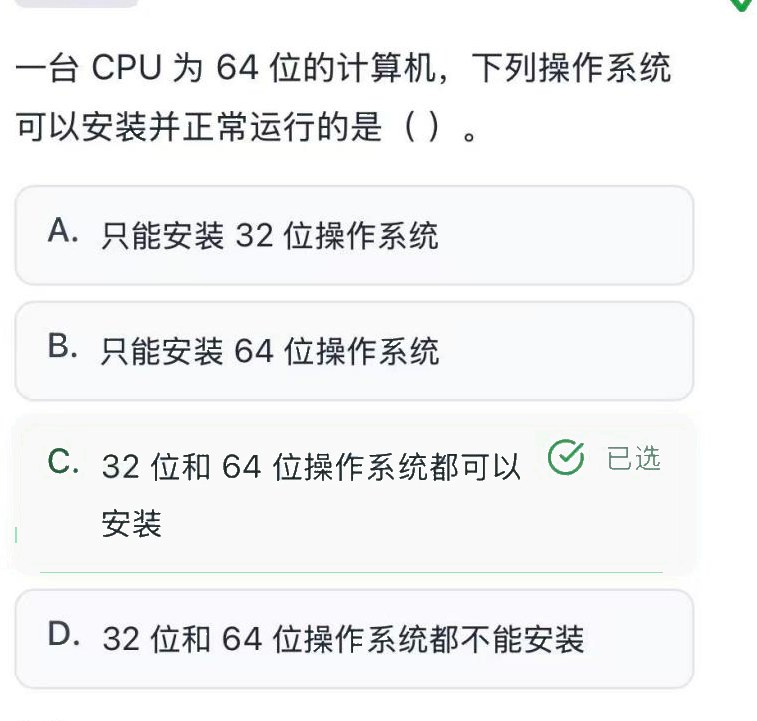 一台 CPU 为 64 位的计算机，下列操作系统
可以安装并正常运行的是（ ）。
A. 只能安装 32 位操作系统
B. 只能安装 64 位操作系统
C. 32 位和 64 位操作系统都可以 已选
安装
D. 32 位和 64 位操作系统都不能安装